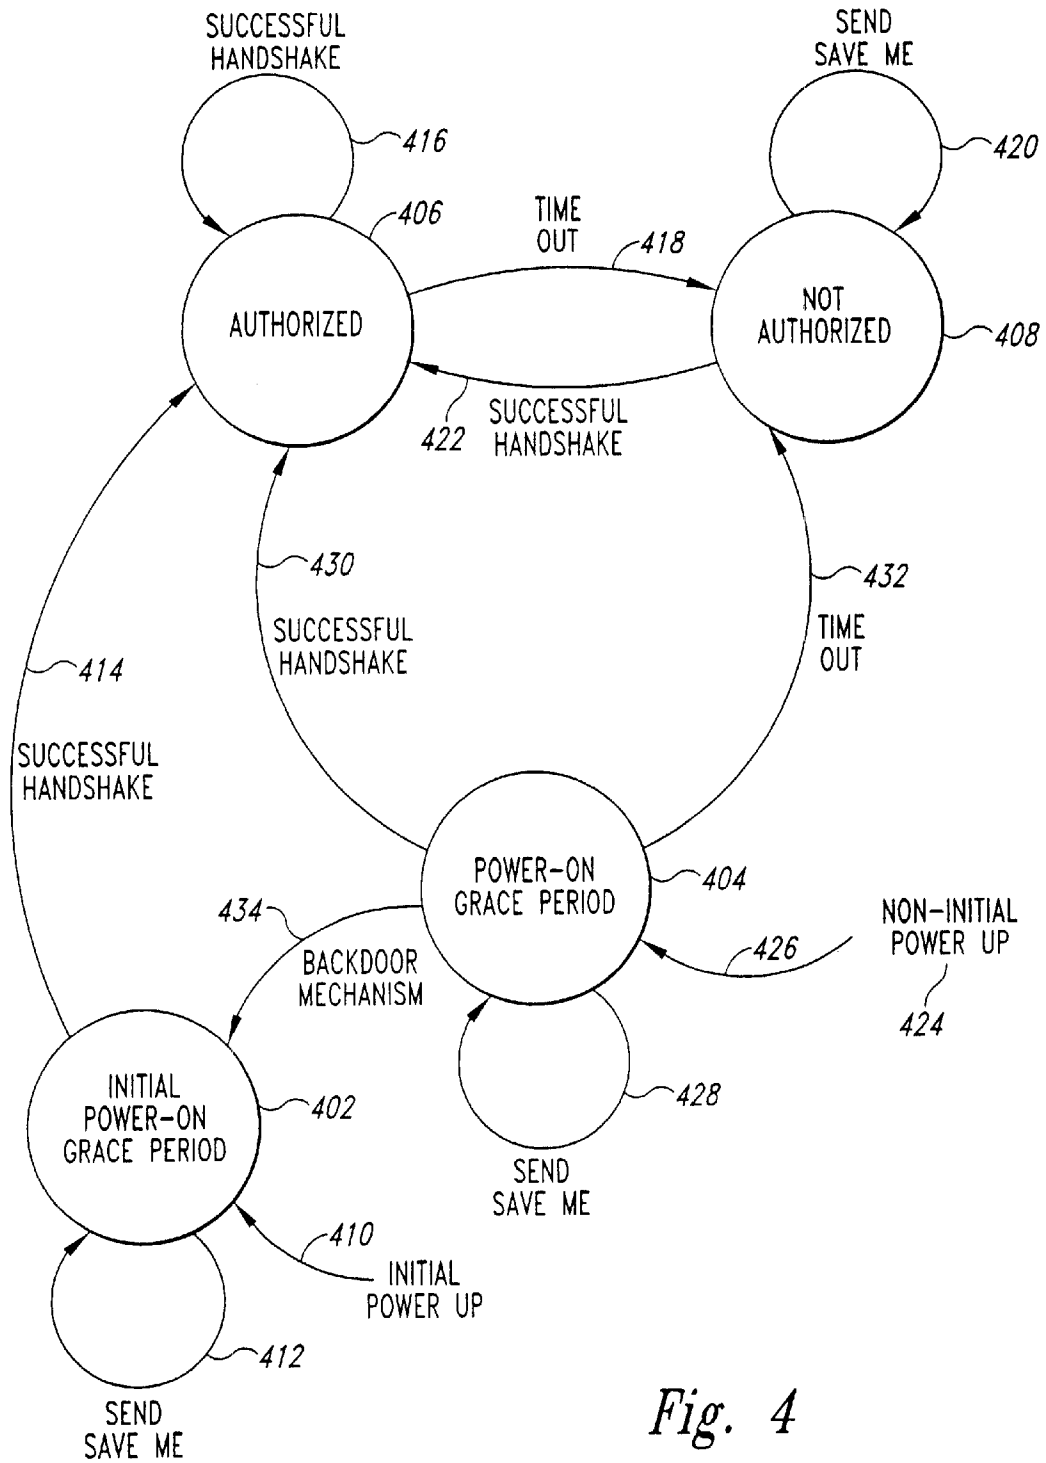 SUCCESSFUL
HANDSHAKE
SEND
SAVE ME
416
420
406
TIME
OUT
418
AUTHORIZED
NOT
AUTHORIZED
408
422
SUCCESSFUL
HANDSHAKE
430
432
SUCCESSFUL
HANDSHAKE
TIME
OUT
414
SUCCESSFUL
HANDSHAKE
POWER-ON
GRACE PERIOD
404
434
BACKDOOR
MECHANISM
426
NON-INITIAL
POWER UP
424
INITIAL
POWER-ON
GRACE PERIOD
402
428
SEND
SAVE ME
410
INITIAL
POWER UP
412
SEND
SAVE ME
Fig. 4